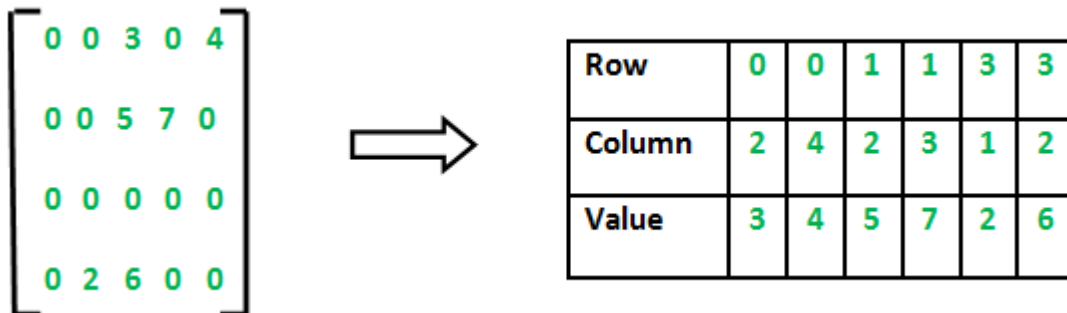 0 0 3 0 4
0 0 5 7 0
0 0 0 0 0
0 2 6 0 0
Row 0 0 1 1 3 3
Column 2 4 2 3 1 2
Value 3 4 5 7 2 6